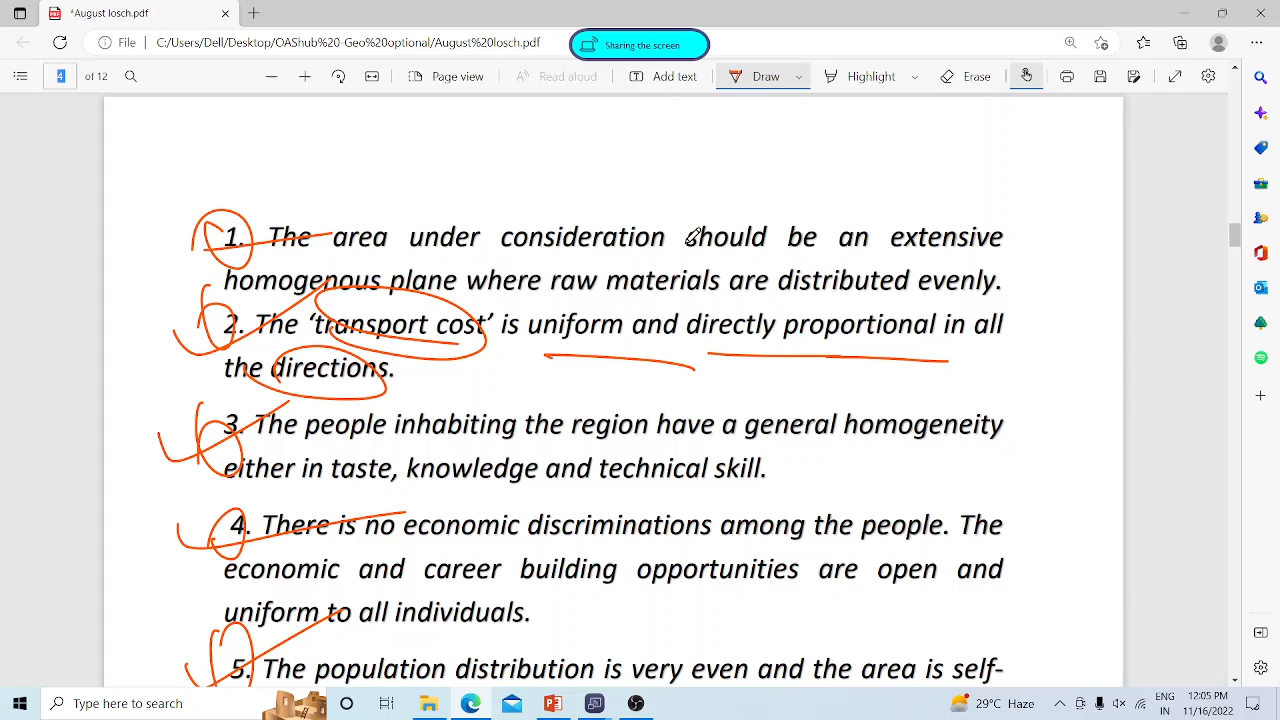 *August losch.pdf
File
C:/Users/Dell/Desktop/OAShub%20-%20Geo%20optional/August%20losch.pdf
Sharing the screen
4 of 12
Page view
Read aloud
Add text
Draw
Highlight
Erase
1. The area under consideration should be an extensive
homogenous plane where raw materials are distributed evenly.
2. The ‘transport cost’ is uniform and directly proportional in all
the directions.
3. The people inhabiting the region have a general homogeneity
either in taste, knowledge and technical skill.
4. There is no economic discriminations among the people. The
economic and career building opportunities are open and
uniform to all individuals.
5. The population distribution is very even and the area is self-
Type here to search
29°C Haze
ENG
IN
12:05 PM
11/16/2022